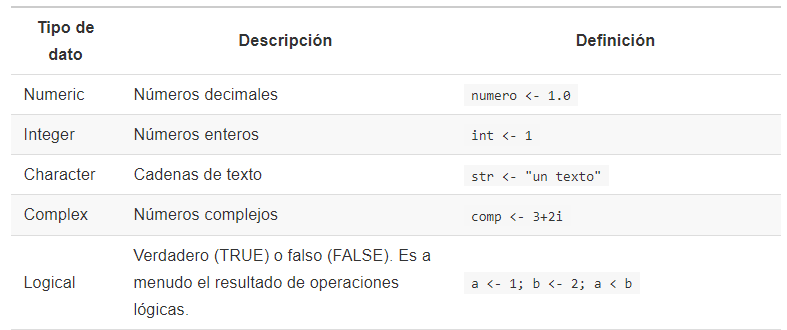 Tipo de dato Descripción Definición
Numeric Números decimales numero <- 1.0
Integer Números enteros int <- 1
Character Cadenas de texto str <- "un texto"
Complex Números complejos comp <- 3+2i
Logical Verdadero (TRUE) o falso (FALSE). Es a
menudo el resultado de operaciones
lógicas. a <- 1; b <- 2; a < b